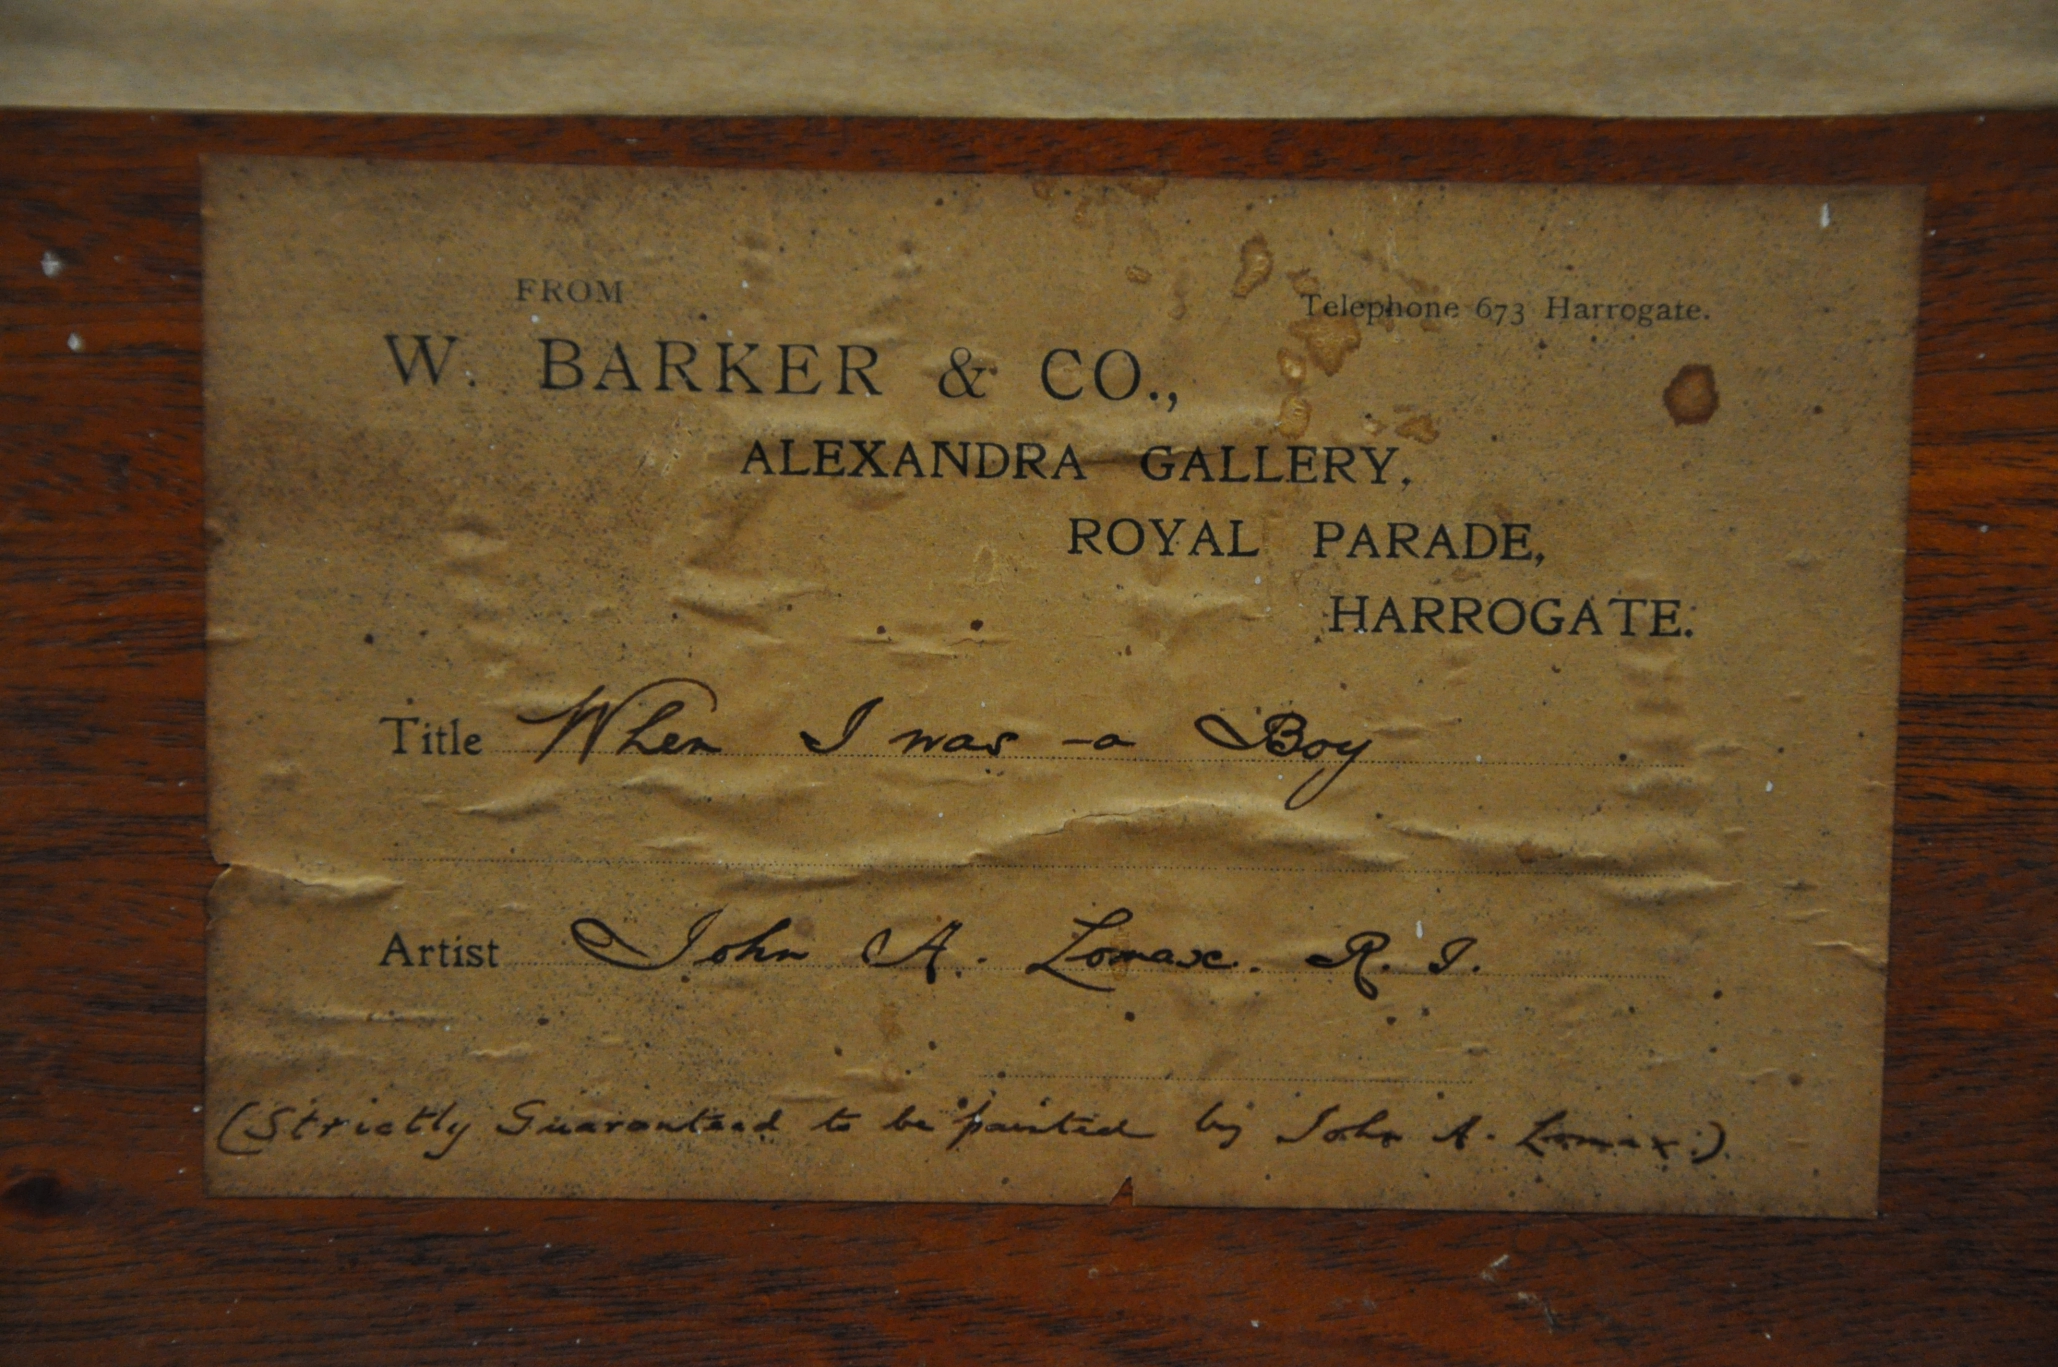 FROM
Telephone 673 Harrogate.
W. BARKER & CO.,
ALEXANDRA GALLERY,
ROYAL PARADE,
HARROGATE.
Title When I was a Boy
Artist John A. Lomax. R. I.
(Strictly Guaranteed to be painted by John A. Lomax.)